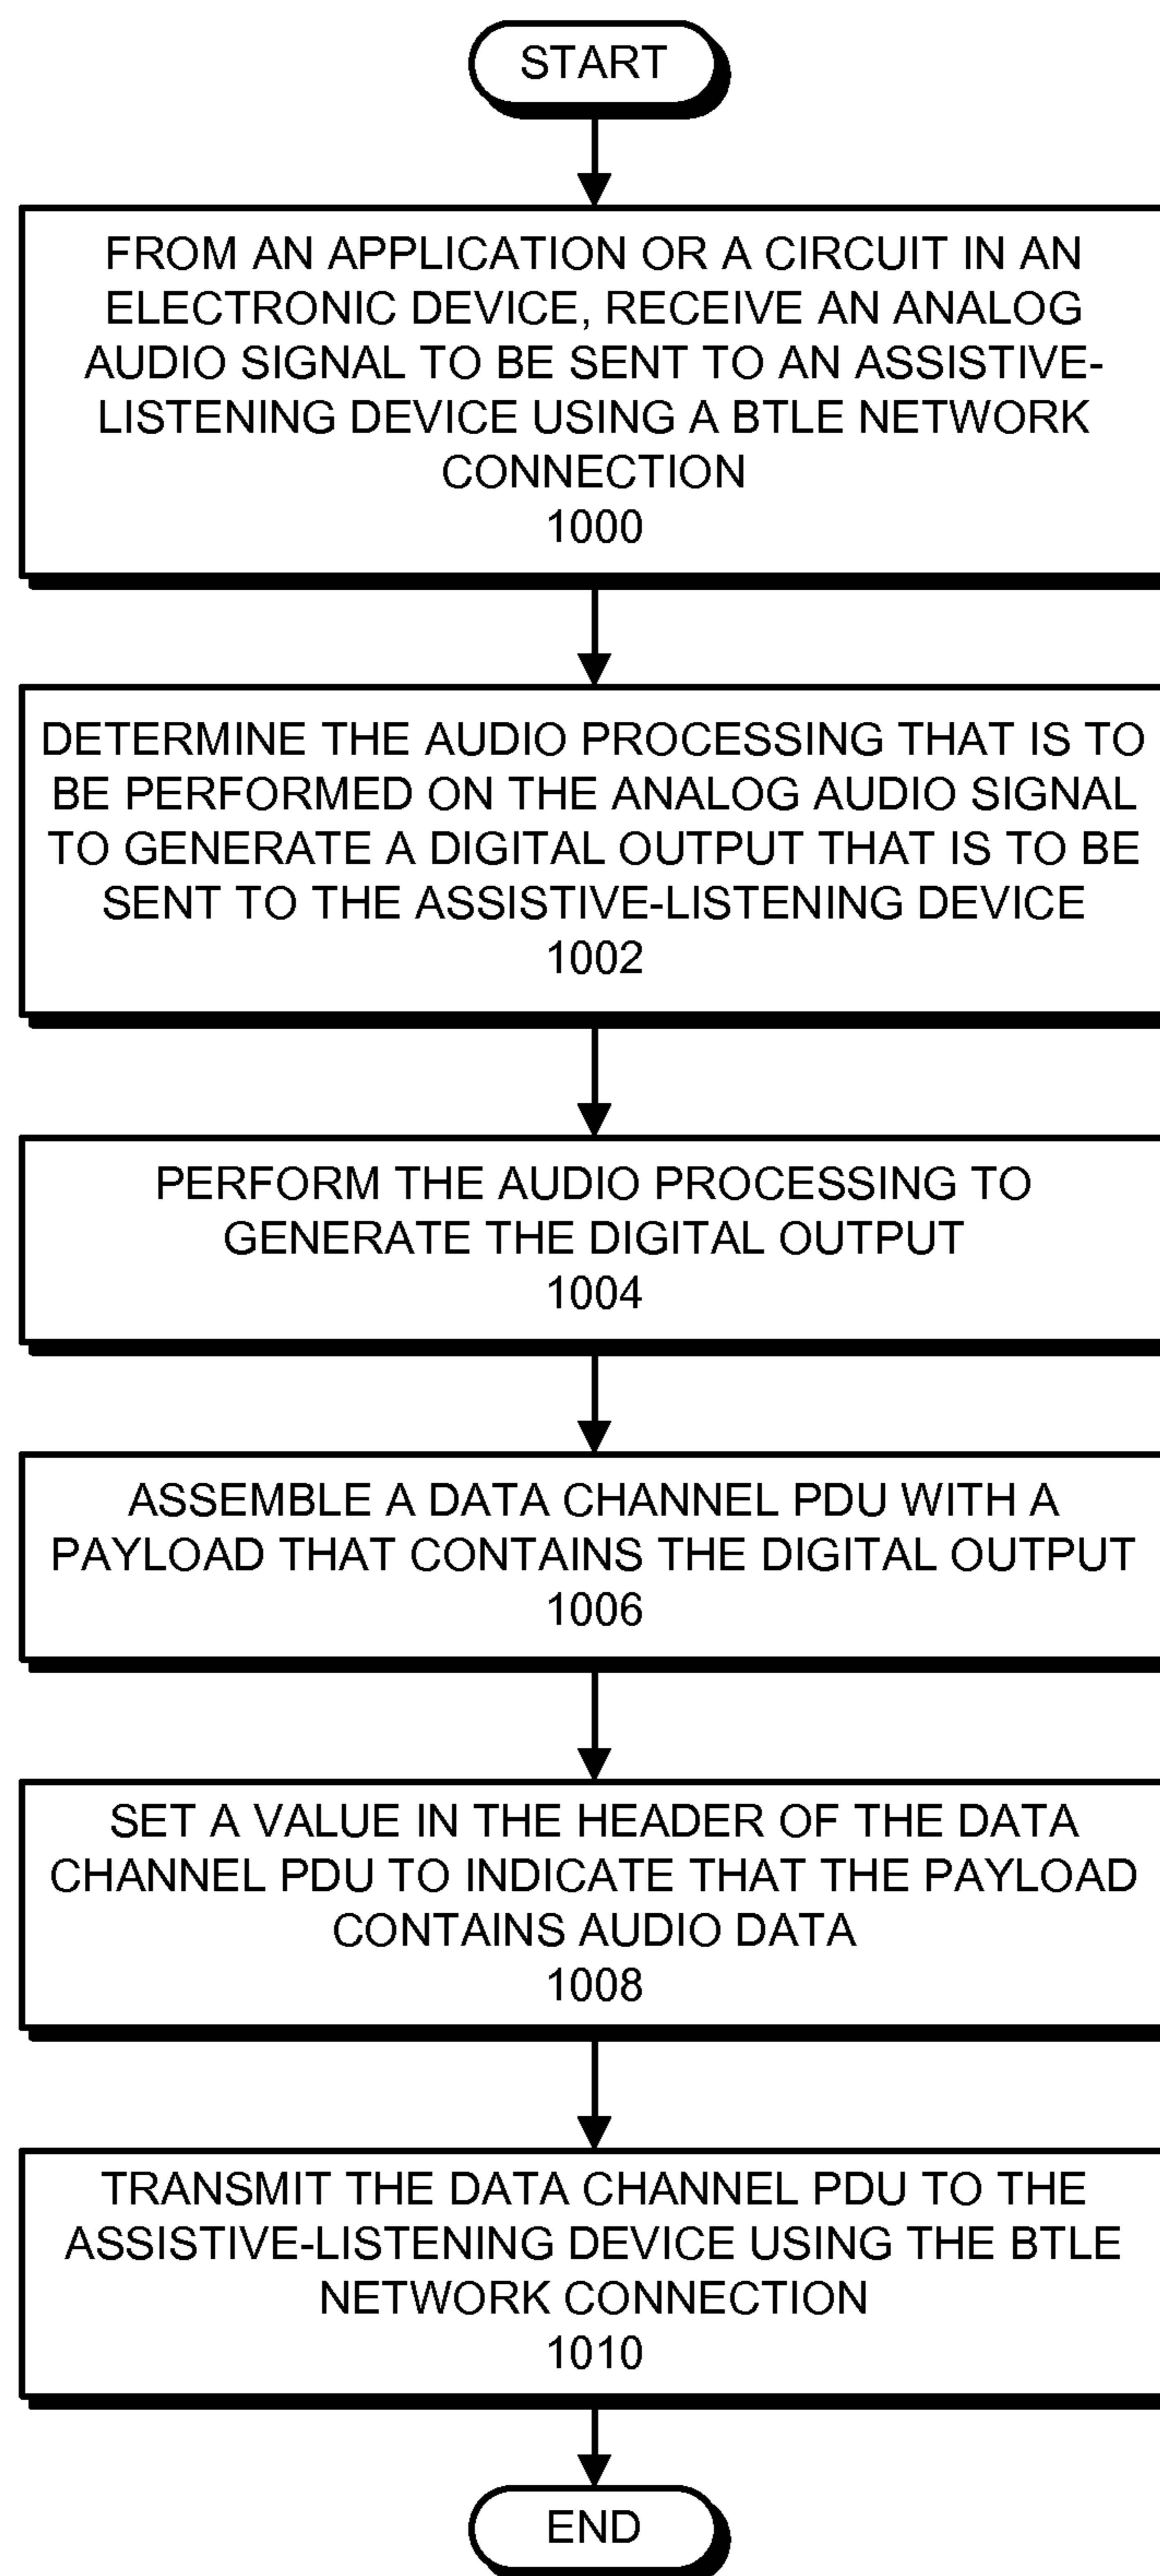 START
FROM AN APPLICATION OR A CIRCUIT IN AN
ELECTRONIC DEVICE, RECEIVE AN ANALOG
AUDIO SIGNAL TO BE SENT TO AN ASSISTIVE-
LISTENING DEVICE USING A BTLE NETWORK
CONNECTION
1000
DETERMINE THE AUDIO PROCESSING THAT IS TO
BE PERFORMED ON THE ANALOG AUDIO SIGNAL
TO GENERATE A DIGITAL OUTPUT THAT IS TO BE
SENT TO THE ASSISTIVE-LISTENING DEVICE
1002
PERFORM THE AUDIO PROCESSING TO
GENERATE THE DIGITAL OUTPUT
1004
ASSEMBLE A DATA CHANNEL PDU WITH A
PAYLOAD THAT CONTAINS THE DIGITAL OUTPUT
1006
SET A VALUE IN THE HEADER OF THE DATA
CHANNEL PDU TO INDICATE THAT THE PAYLOAD
CONTAINS AUDIO DATA
1008
TRANSMIT THE DATA CHANNEL PDU TO THE
ASSISTIVE-LISTENING DEVICE USING THE BTLE
NETWORK CONNECTION
1010
END